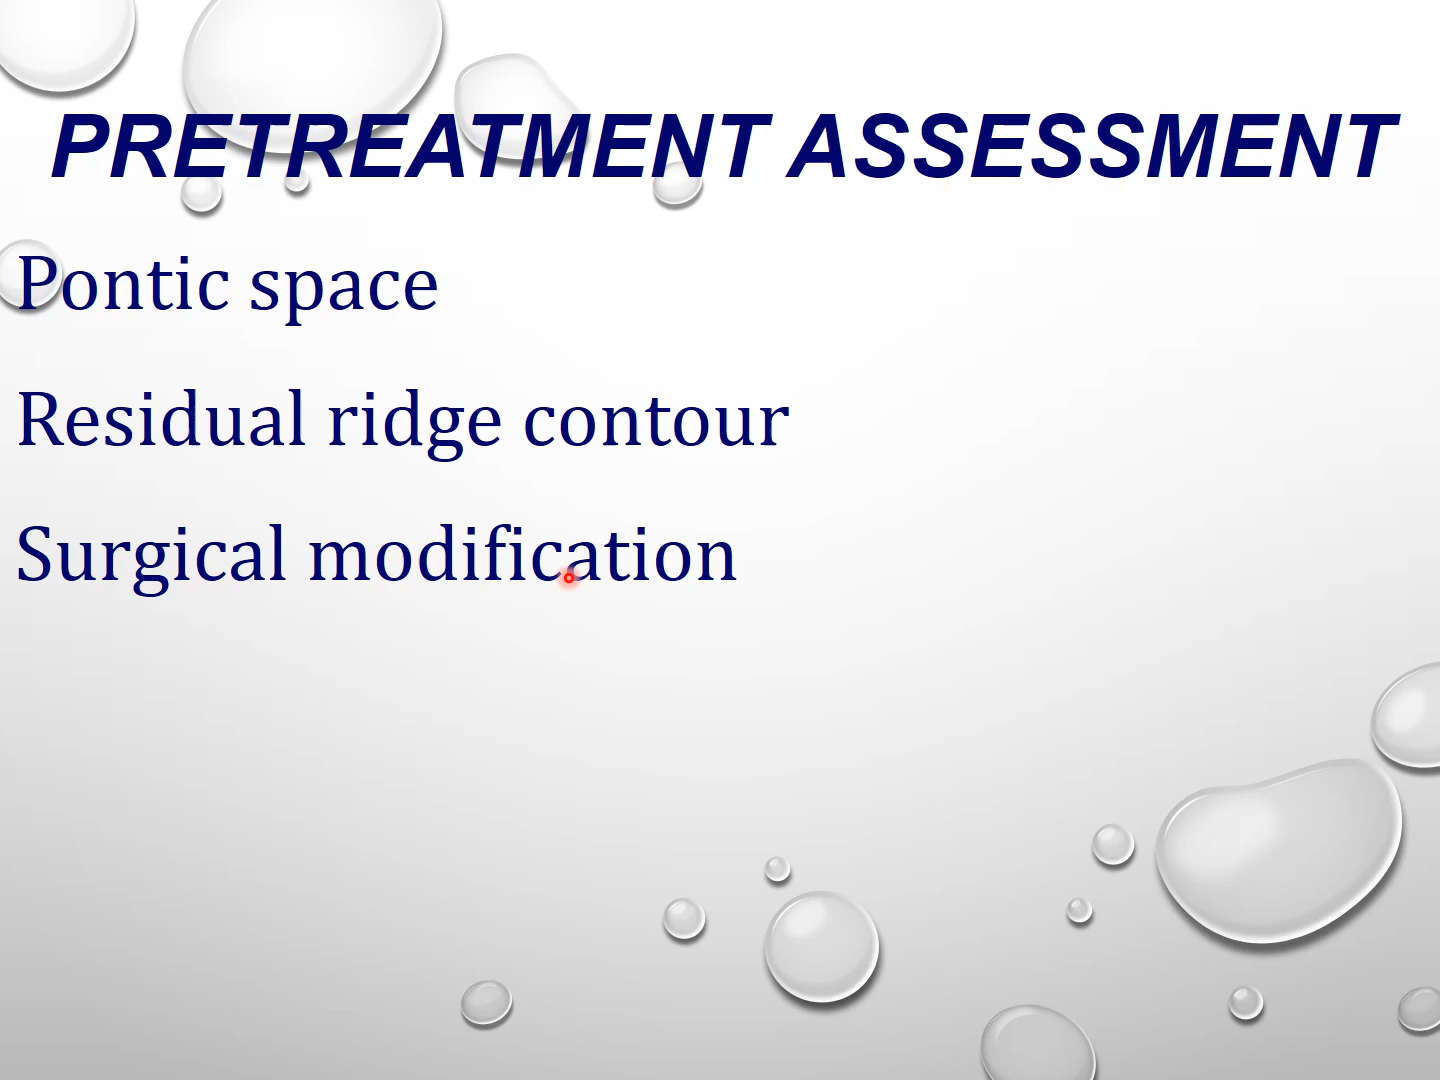 PRETREATMENT ASSESSMENT
Pontic space
Residual ridge contour
Surgical modification